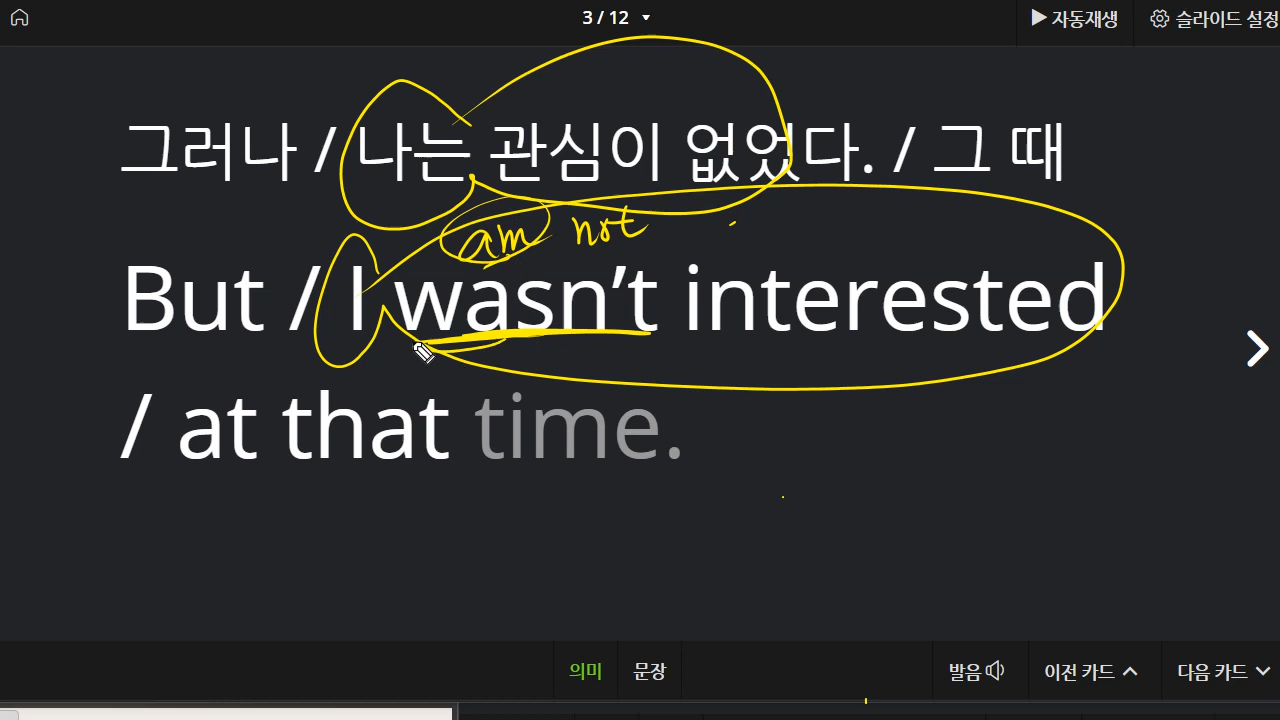 3 / 12
자동재생
슬라이드 설정
그러나 / 나는 관심이 없었다. / 그 때
am not
But / I wasn't interested
/ at that time.
의미
문장
발음
이전 카드
다음 카드